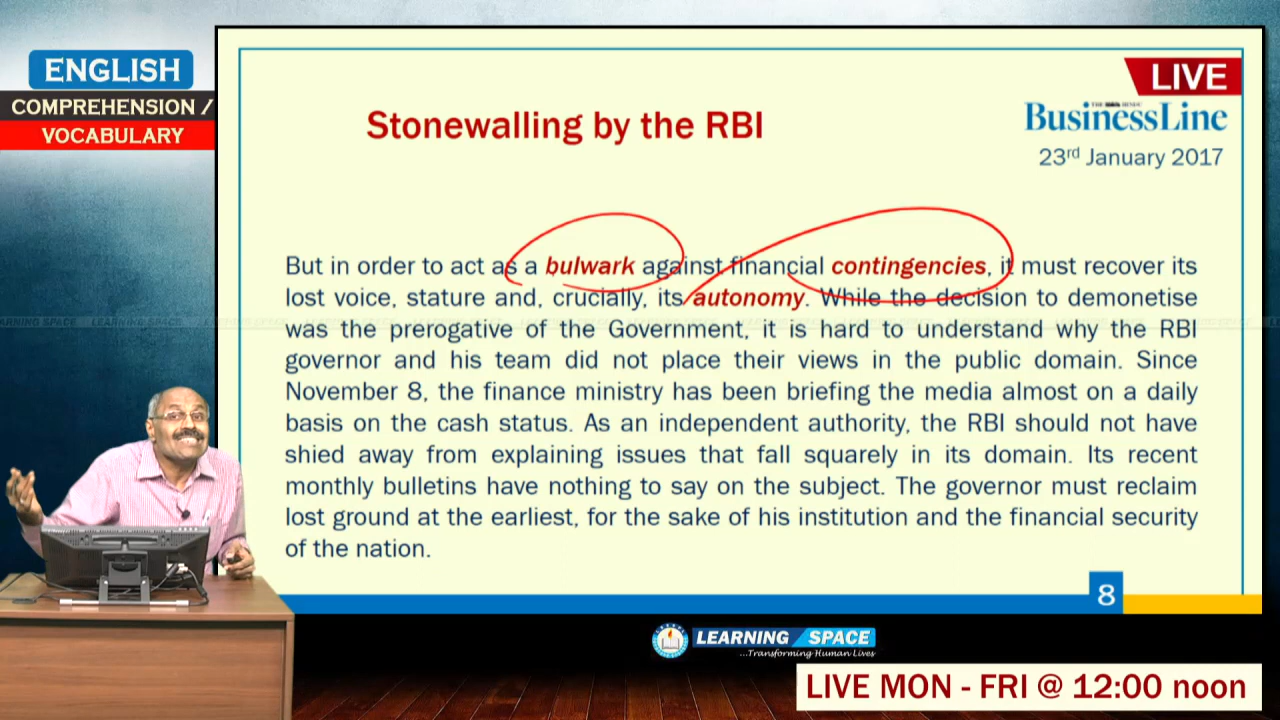 ENGLISH
COMPREHENSION /
VOCABULARY
LIVE
Stonewalling by the RBI
BusinessLine
23rd January 2017
But in order to act as a bulwark against financial contingencies, it must recover its
lost voice, stature and, crucially, its autonomy. While the decision to demonetise
was the prerogative of the Government, it is hard to understand why the RBI
governor and his team did not place their views in the public domain. Since
November 8, the finance ministry has been briefing the media almost on a daily
basis on the cash status. As an independent authority, the RBI should not have
shied away from explaining issues that fall squarely in its domain. Its recent
monthly bulletins have nothing to say on the subject. The governor must reclaim
lost ground at the earliest, for the sake of his institution and the financial security
of the nation.
8
LEARNING SPACE
...Transforming Human Lives
LIVE MON - FRI @ 12:00 noon